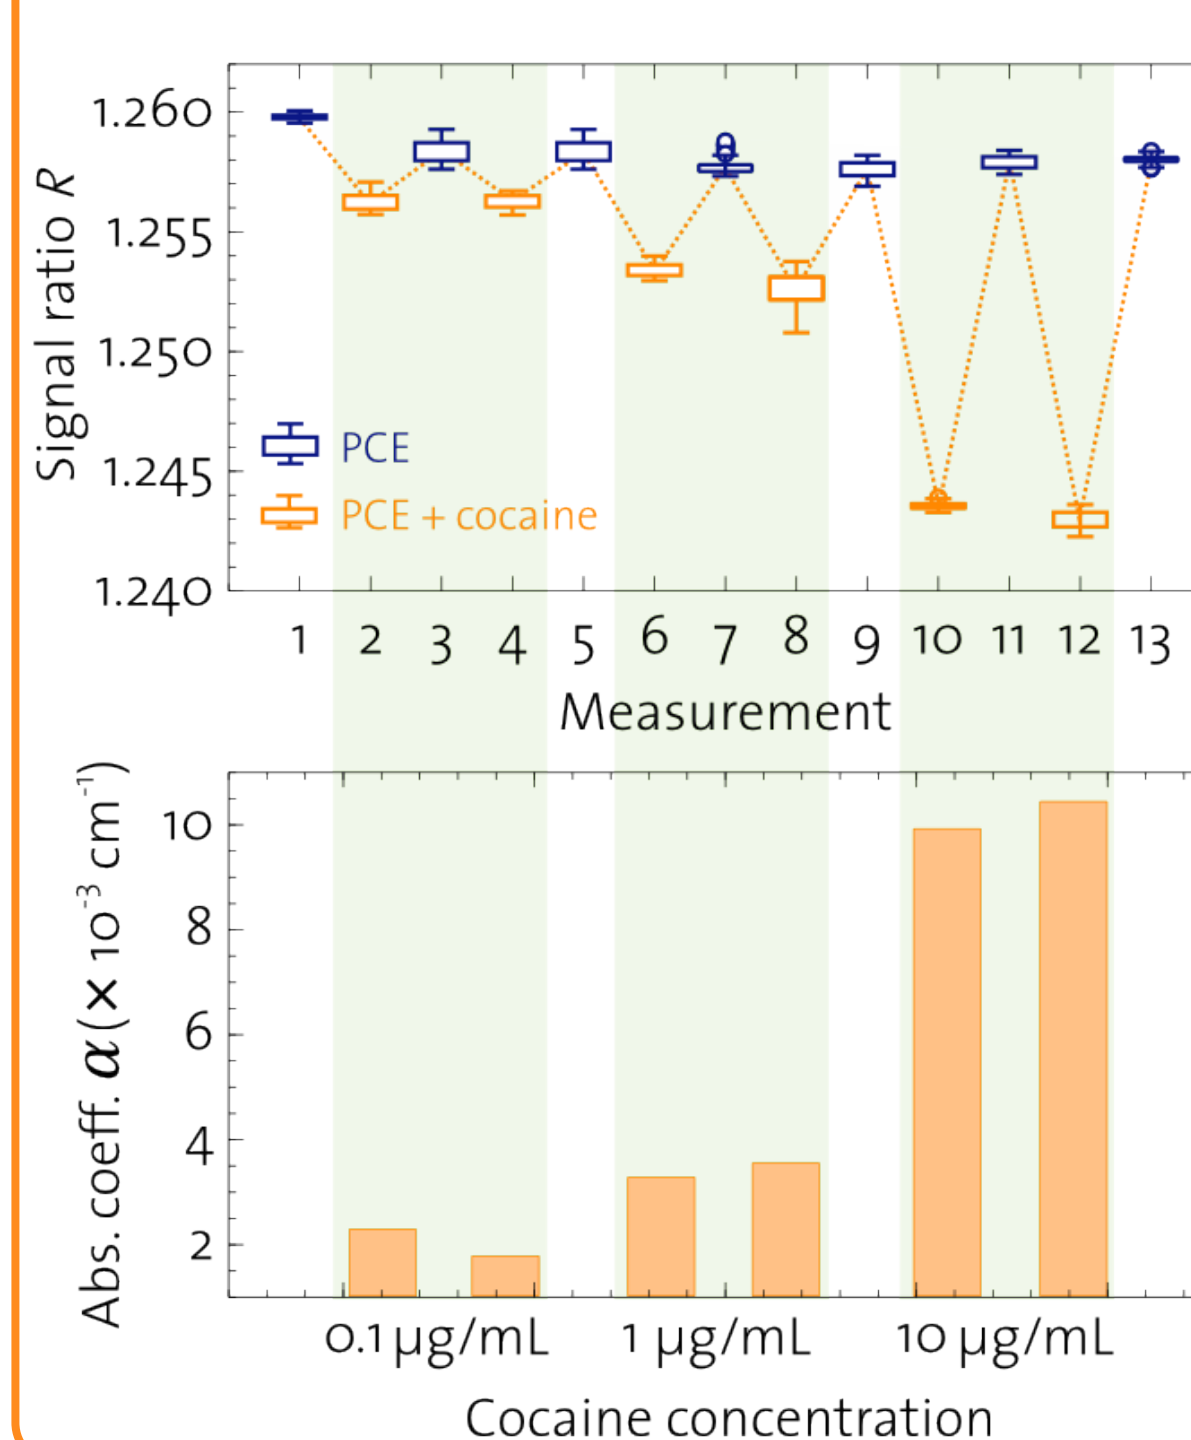 Signal ratio R
1.260
1.255
1.250
1.245
1.240
PCE
PCE + cocaine
1 2 3 4 5 6 7 8 9 10 11 12 13
Measurement
Abs. coeff. α (× 10⁻³ cm⁻¹)
10
8
6
4
2
0.1 µg/mL 1 µg/mL 10 µg/mL
Cocaine concentration